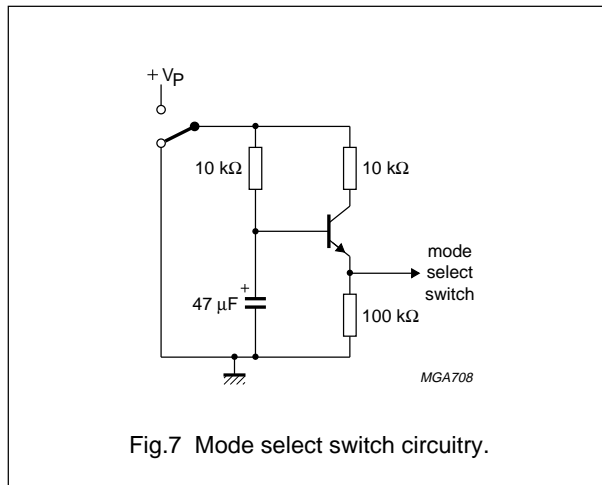 + VP
10 kΩ
10 kΩ
mode
select
switch
+
47 μF
100 kΩ
MGA708
Fig.7 Mode select switch circuitry.